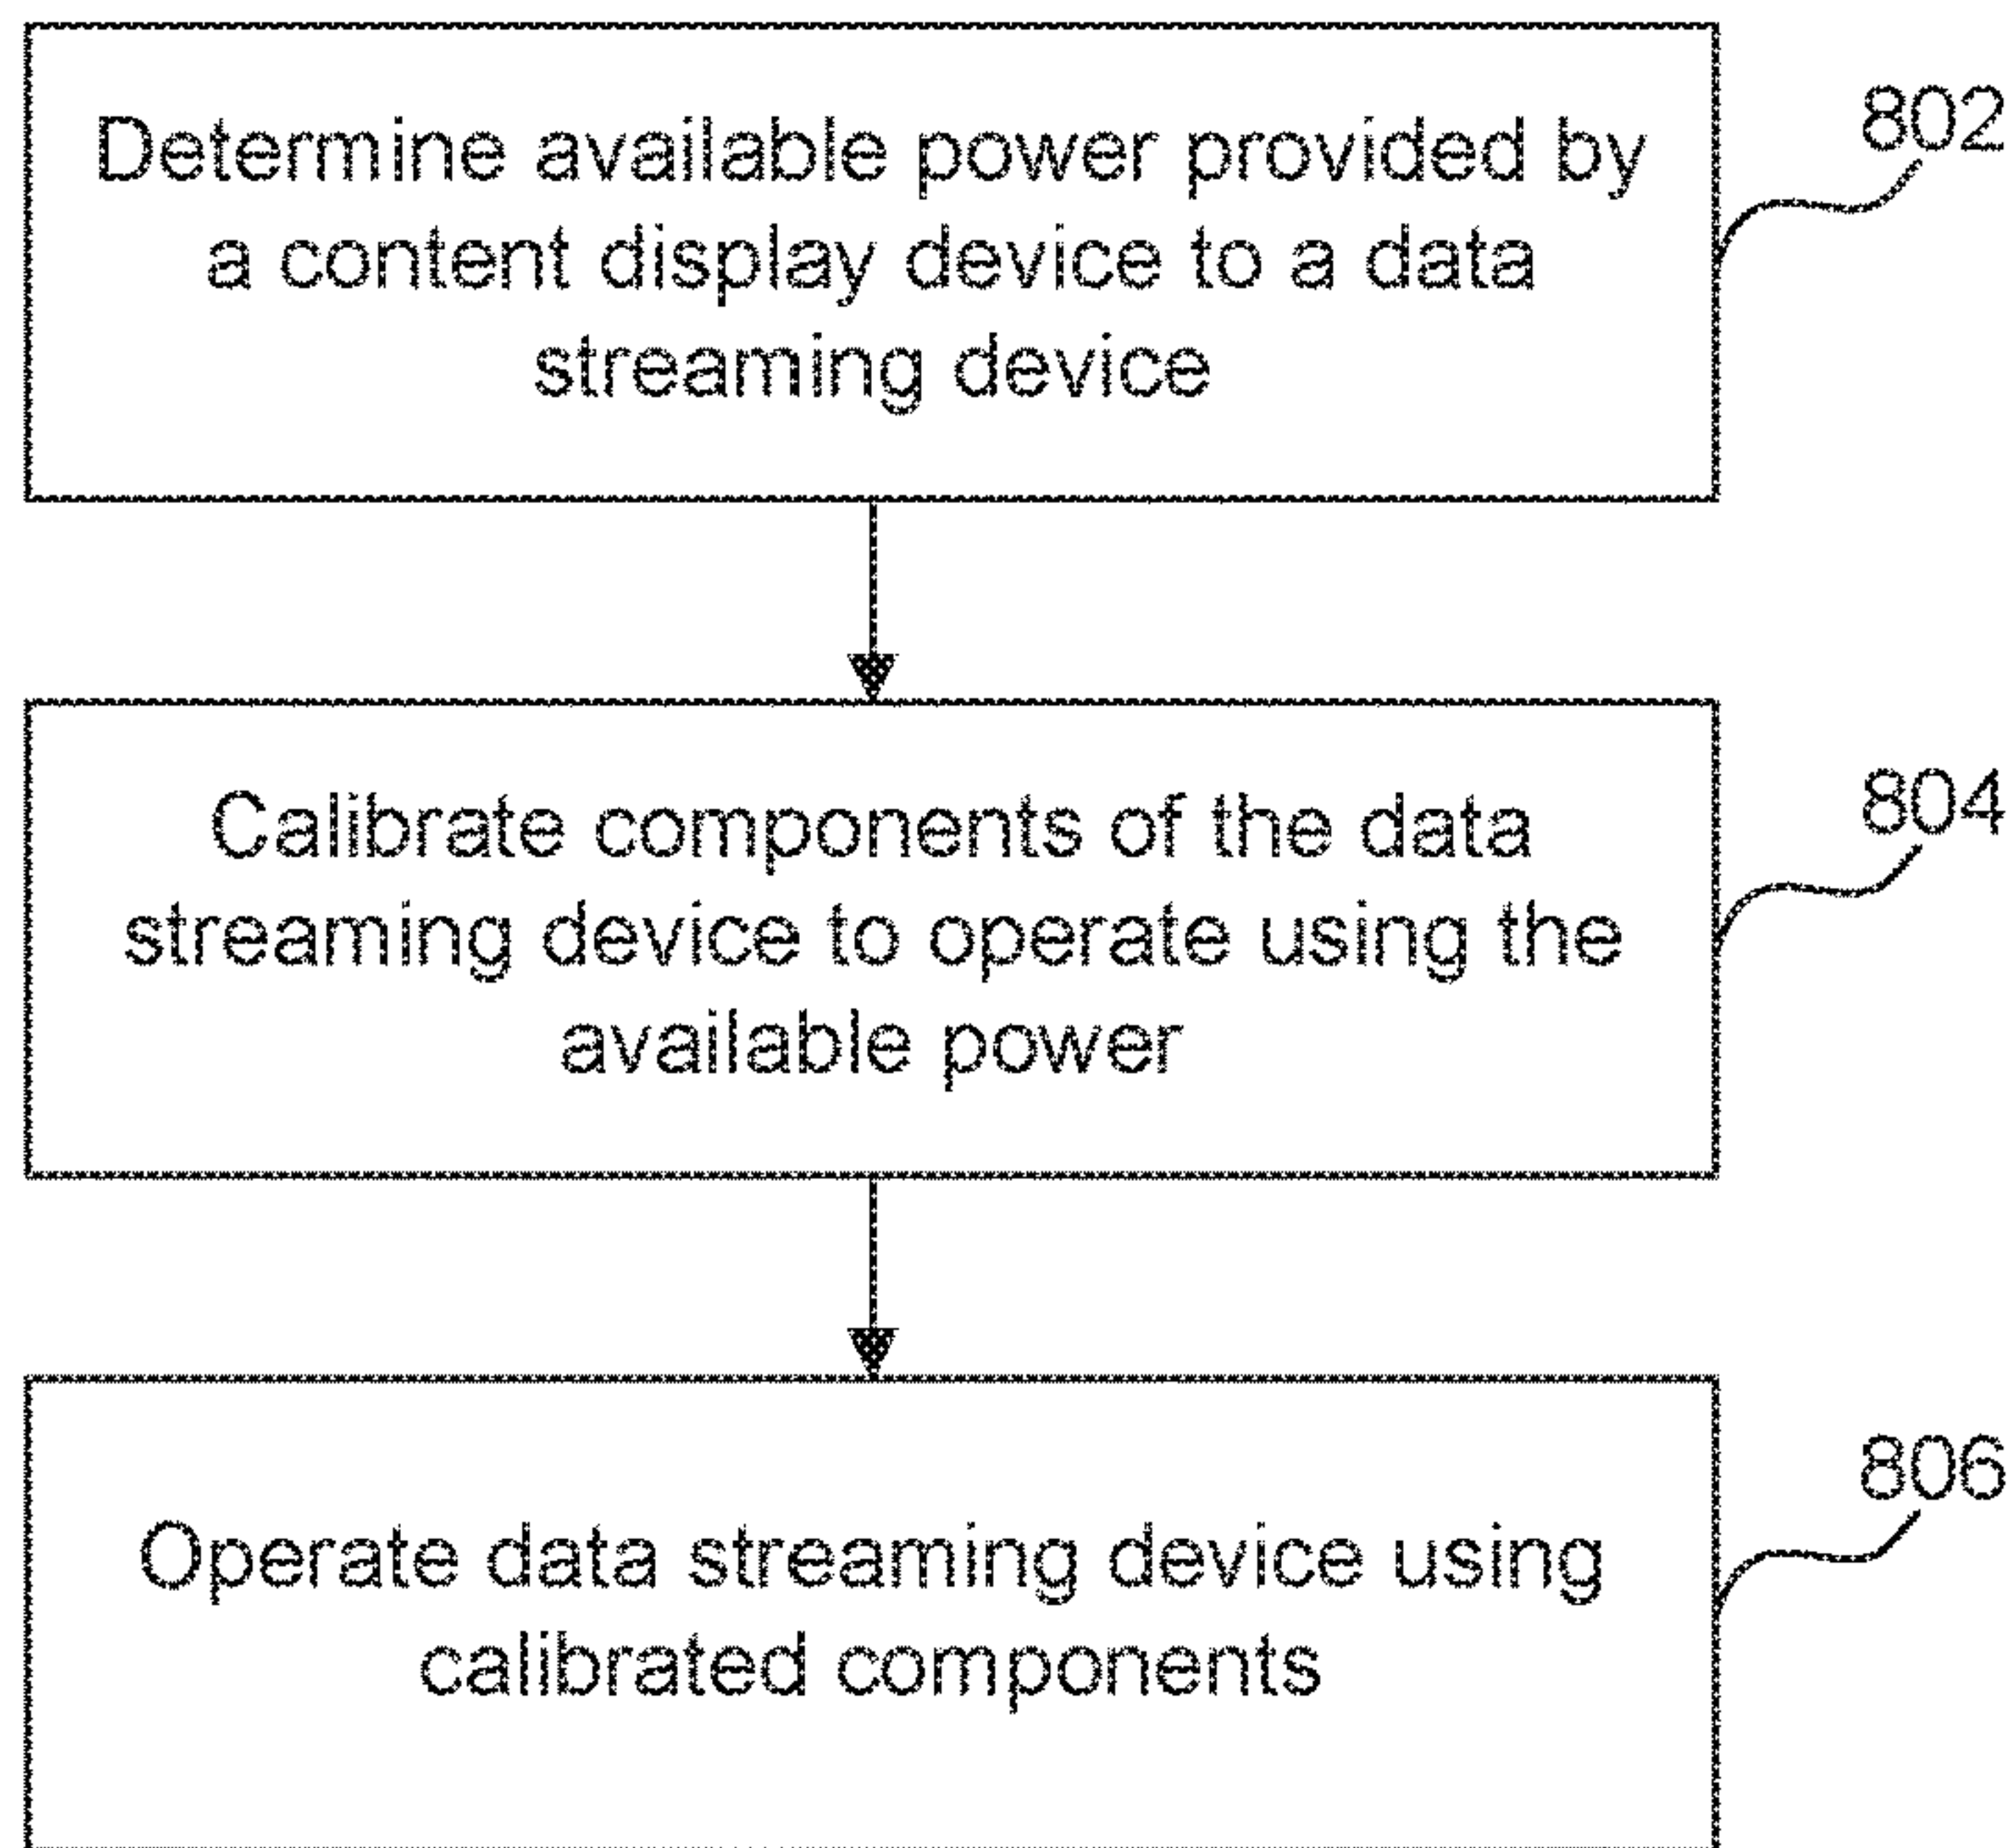 Determine available power provided by
a content display device to a data
streaming device
802
Calibrate components of the data
streaming device to operate using the
available power
804
Operate data streaming device using
calibrated components
806